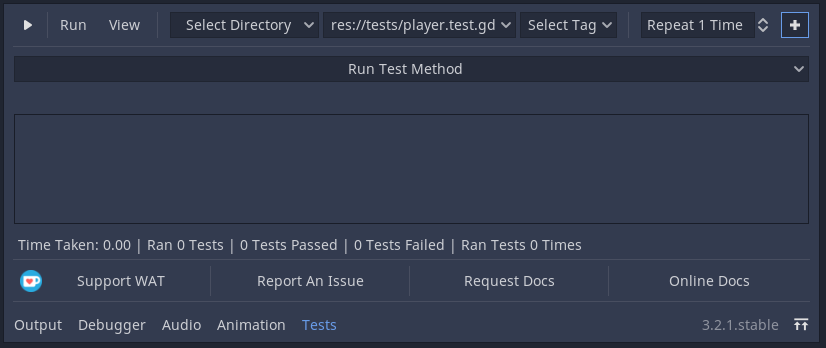 Run View Select Directory res://tests/player.test.gd Select Tag Repeat 1 Time
Run Test Method
Time Taken: 0.00 | Ran 0 Tests | 0 Tests Passed | 0 Tests Failed | Ran Tests 0 Times
Support WAT Report An Issue Request Docs Online Docs
Output Debugger Audio Animation Tests 3.2.1.stable